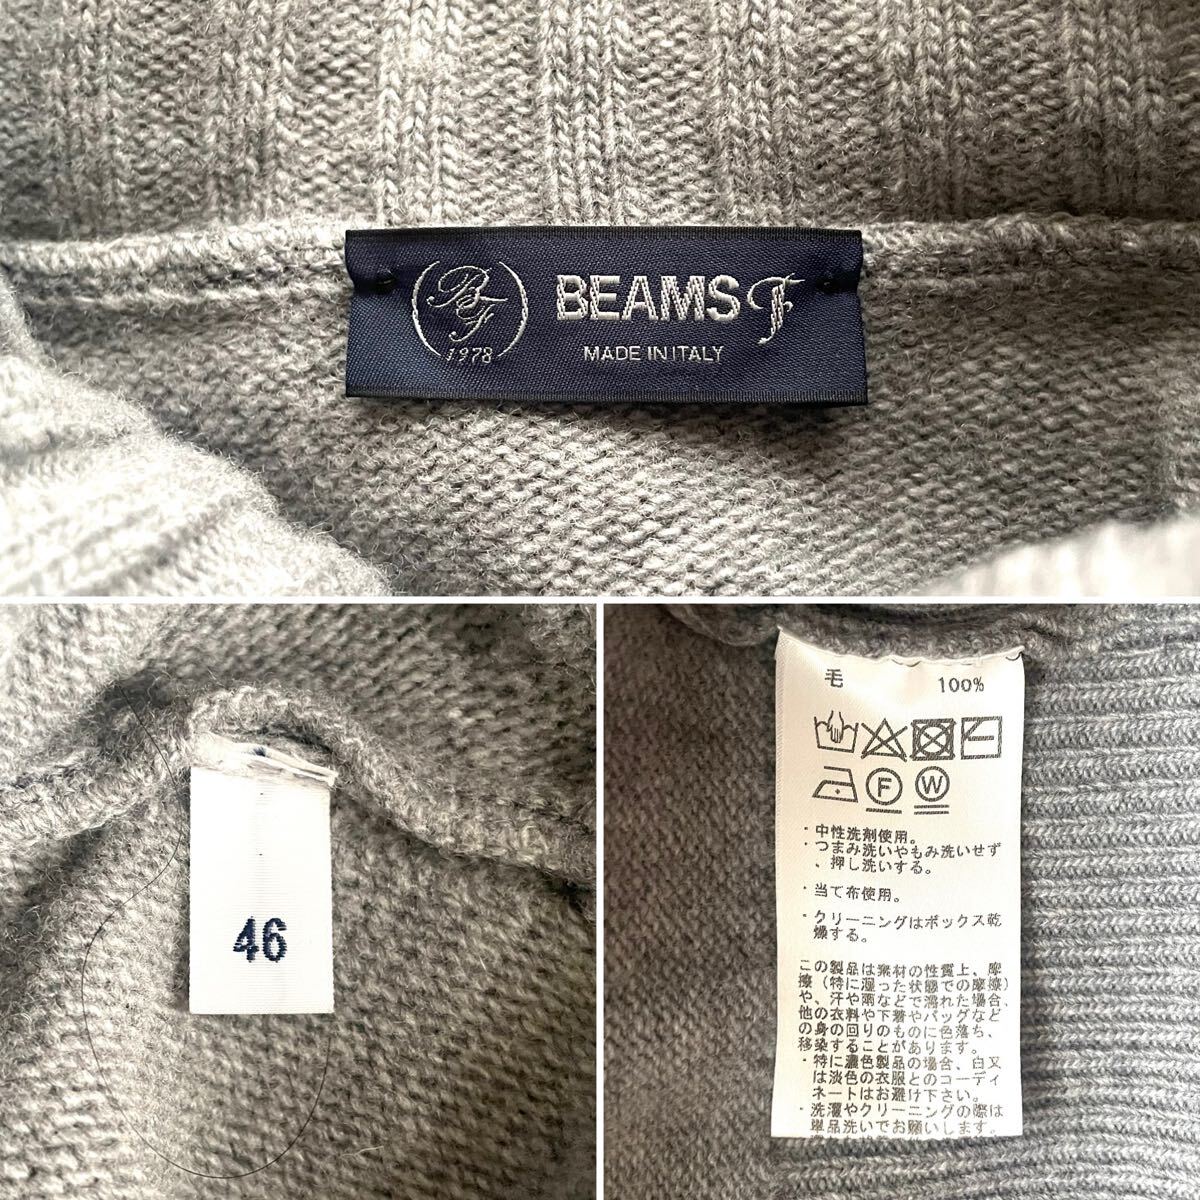 BF
1978
BEAMS F
MADE IN ITALY
46
毛 100%
F W
・中性洗剤使用。
・つまみ洗いやもみ洗いせず
、押し洗いする。
・当て布使用。
・クリーニングはボックス乾
燥する。
この製品は素材の性質上、摩
擦（特に湿った状態での摩擦）
や、汗や雨などで濡れた場合、
他の衣料や下着やバッグなど
の身の回りのものに色落ち、
移染することがあります。
・特に濃色製品の場合、白又
は淡色の衣服とのコーディ
ネートはお避け下さい。
・洗濯やクリーニングの際は
単品洗いでお願いします。